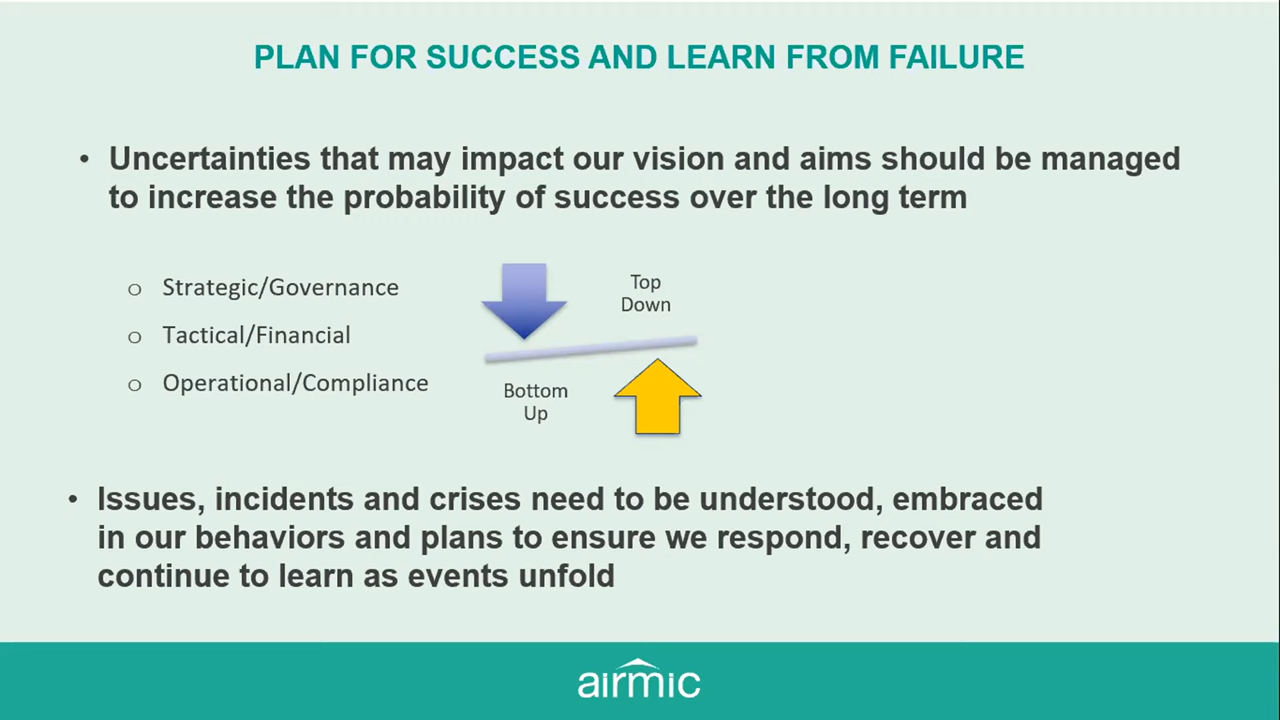 PLAN FOR SUCCESS AND LEARN FROM FAILURE
• Uncertainties that may impact our vision and aims should be managed
to increase the probability of success over the long term
o Strategic/Governance
o Tactical/Financial
o Operational/Compliance
Top
Down
Bottom
Up
• Issues, incidents and crises need to be understood, embraced
in our behaviors and plans to ensure we respond, recover and
continue to learn as events unfold
airmic